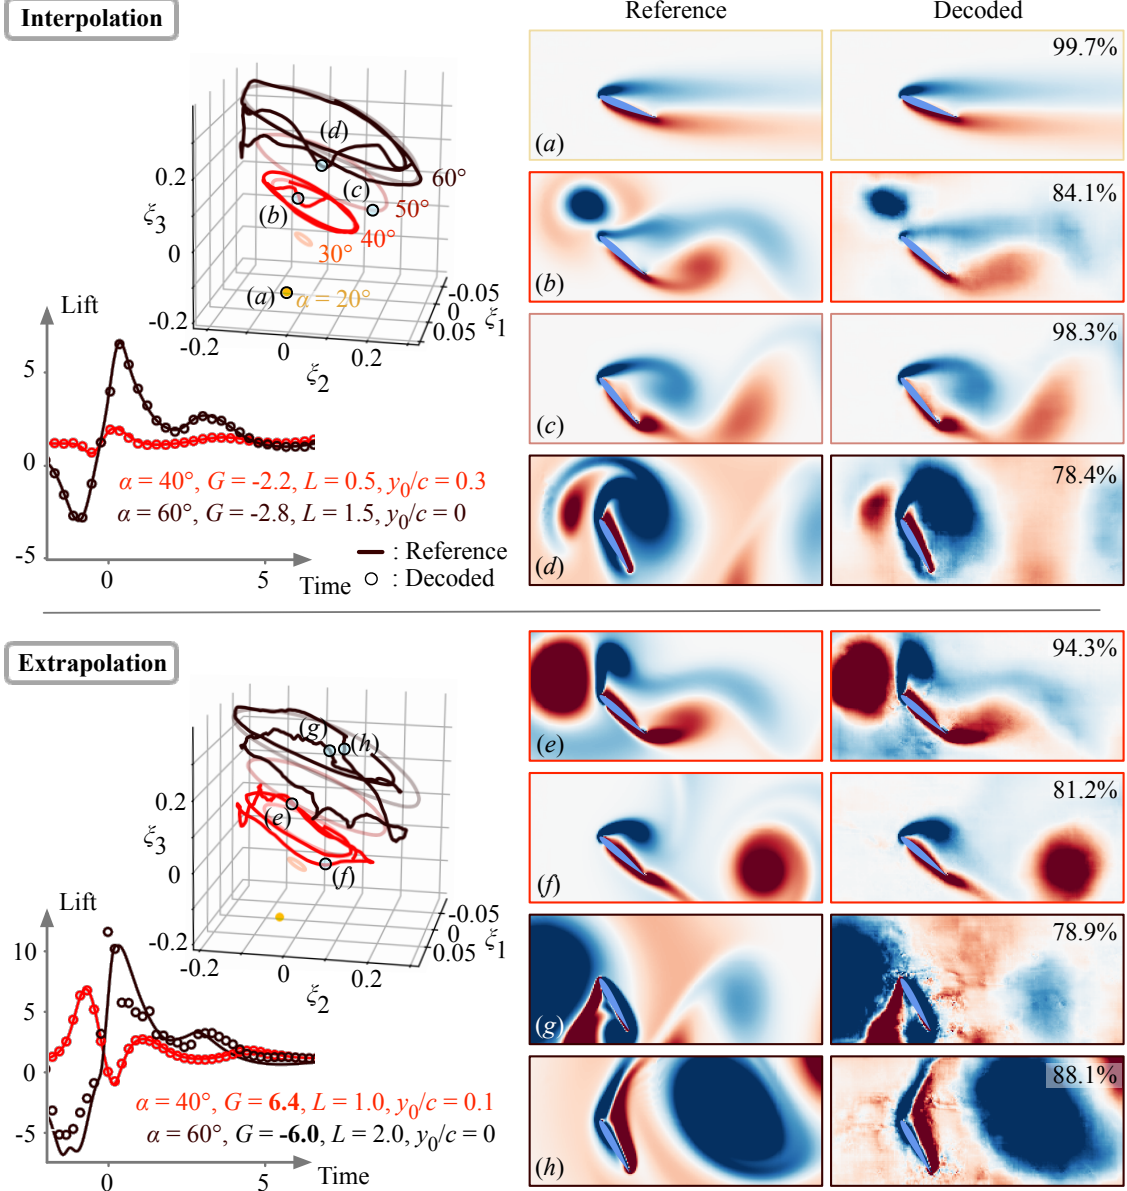 Interpolation
Reference
Decoded
0.2
ξ3
0
-0.2
-0.2
0
0.2
ξ2
-0.05
0
0.05
ξ1
(d)
(c)
(b)
(a)
60°
50°
40°
30°
α = 20°
Lift
5
0
-5
0
5
Time
α = 40°, G = -2.2, L = 0.5, y0/c = 0.3
α = 60°, G = -2.8, L = 1.5, y0/c = 0
: Reference
: Decoded
(a)
99.7%
(b)
84.1%
(c)
98.3%
(d)
78.4%
Extrapolation
0.2
ξ3
0
-0.2
-0.2
0
0.2
ξ2
-0.05
0
0.05
ξ1
(g)
(h)
(e)
(f)
Lift
10
5
0
-5
0
5
Time
α = 40°, G = 6.4, L = 1.0, y0/c = 0.1
α = 60°, G = -6.0, L = 2.0, y0/c = 0
(e)
94.3%
(f)
81.2%
(g)
78.9%
(h)
88.1%